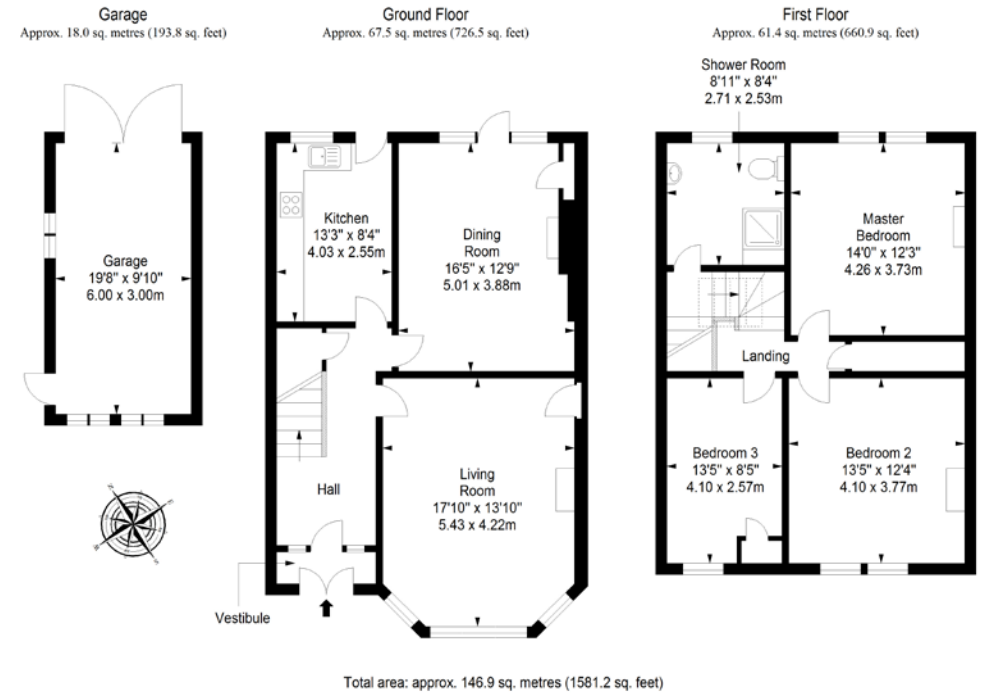 Garage
Approx. 18.0 sq. metres (193.8 sq. feet)
Ground Floor
Approx. 67.5 sq. metres (726.5 sq. feet)
First Floor
Approx. 61.4 sq. metres (660.9 sq. feet)
Shower Room
8'11" x 8'4"
2.71 x 2.53m
Garage
19'8" x 9'10"
6.00 x 3.00m
Kitchen
13'3" x 8'4"
4.03 x 2.55m
Dining
Room
16'5" x 12'9"
5.01 x 3.88m
Master
Bedroom
14'0" x 12'3"
4.26 x 3.73m
Landing
Living
Room
17'10" x 13'10"
5.43 x 4.22m
Hall
Bedroom 3
13'5" x 8'5"
4.10 x 2.57m
Bedroom 2
13'5" x 12'4"
4.10 x 3.77m
Vestibule
Total area: approx. 146.9 sq. metres (1581.2 sq. feet)